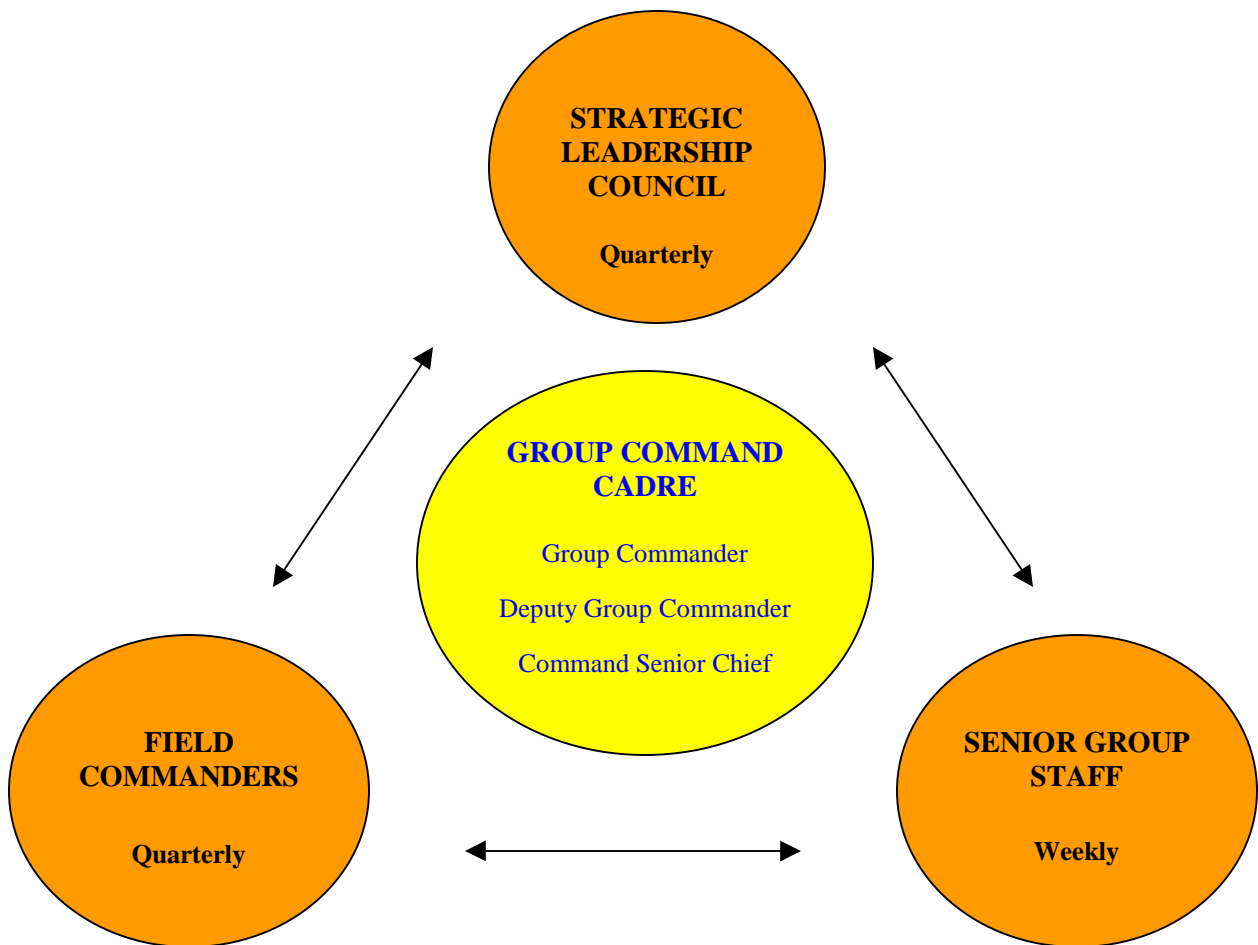 STRATEGIC
LEADERSHIP
COUNCIL
Quarterly
GROUP COMMAND
CADRE
Group Commander
Deputy Group Commander
Command Senior Chief
FIELD
COMMANDERS
Quarterly
SENIOR GROUP
STAFF
Weekly